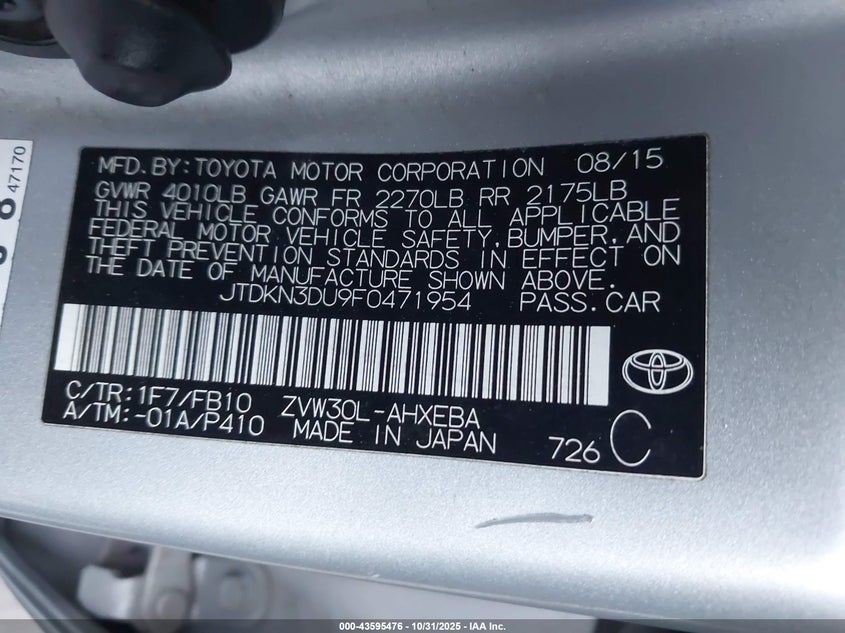 MFD.BY:TOYOTA MOTOR CORPORATION 08/15
GVWR 4010LB GAWR FR 2270LB RR 2175LB
THIS VEHICLE CONFORMS TO ALL APPLICABLE
FEDERAL MOTOR VEHICLE SAFETY,BUMPER,AND
THEFT PREVENTION STANDARDS IN EFFECT ON
THE DATE OF MANUFACTURE SHOWN ABOVE.
JTDKN3DU9F0471954 PASS.CAR
C/TR:1F7/FB10 ZVW30L-AHXEBA
A/TM:-01A/P410 MADE IN JAPAN 726 C
47170
000-43595476 | 10/31/2025 | IAA Inc.